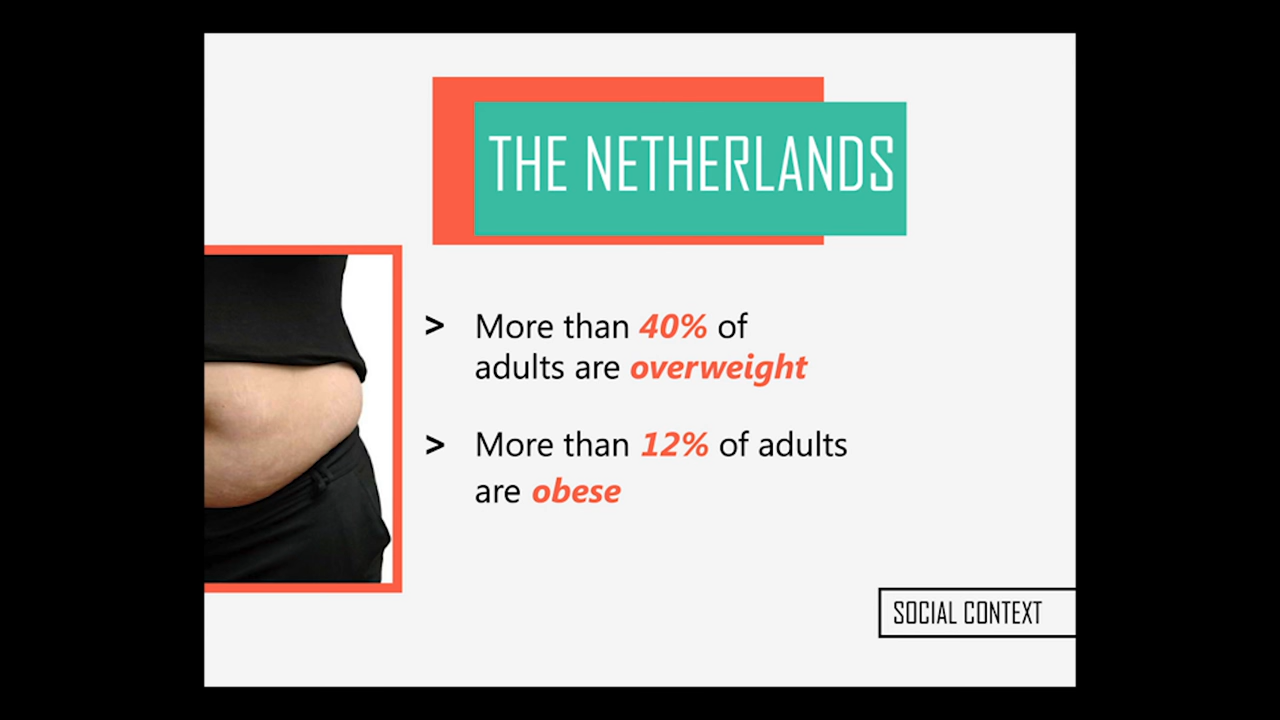 THE NETHERLANDS
> More than 40% of
adults are overweight
> More than 12% of adults
are obese
SOCIAL CONTEXT